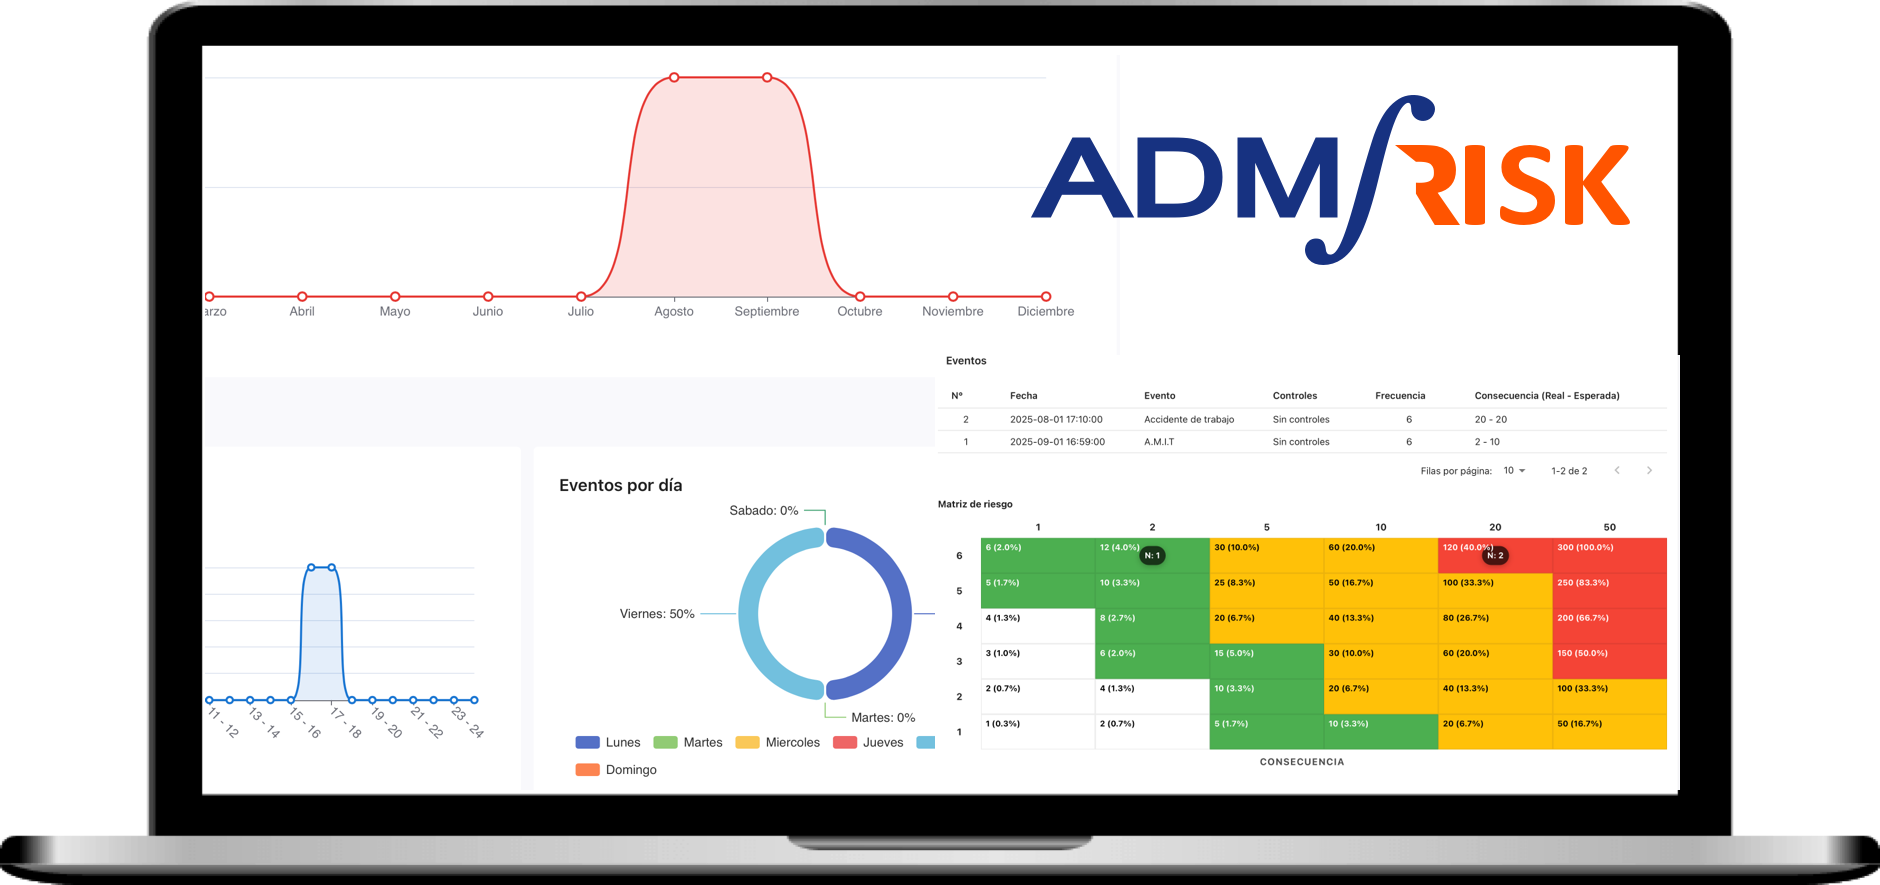 ADMRISK
arzo Abril Mayo Junio Julio Agosto Septiembre Octubre Noviembre Diciembre
Eventos
N° Fecha Evento Controles Frecuencia Consecuencia (Real - Esperada)
2 2025-08-01 17:10:00 Accidente de trabajo Sin controles 6 20 - 20
1 2025-09-01 16:59:00 A.M.I.T Sin controles 6 2 - 10
Filas por página: 10 1-2 de 2
11 - 12 13 - 14 15 - 16 17 - 18 19 - 20 21 - 22 23 - 24
Eventos por día
Sabado: 0%
Viernes: 50%
Martes: 0%
Lunes Martes Miercoles Jueves
Domingo
Matriz de riesgo
1 2 5 10 20 50
6 6 (2.0%) 12 (4.0%) N: 1 30 (10.0%) 60 (20.0%) 120 (40.0%) N: 2 300 (100.0%)
5 5 (1.7%) 10 (3.3%) 25 (8.3%) 50 (16.7%) 100 (33.3%) 250 (83.3%)
4 4 (1.3%) 8 (2.7%) 20 (6.7%) 40 (13.3%) 80 (26.7%) 200 (66.7%)
3 3 (1.0%) 6 (2.0%) 15 (5.0%) 30 (10.0%) 60 (20.0%) 150 (50.0%)
2 2 (0.7%) 4 (1.3%) 10 (3.3%) 20 (6.7%) 40 (13.3%) 100 (33.3%)
1 1 (0.3%) 2 (0.7%) 5 (1.7%) 10 (3.3%) 20 (6.7%) 50 (16.7%)
CONSECUENCIA